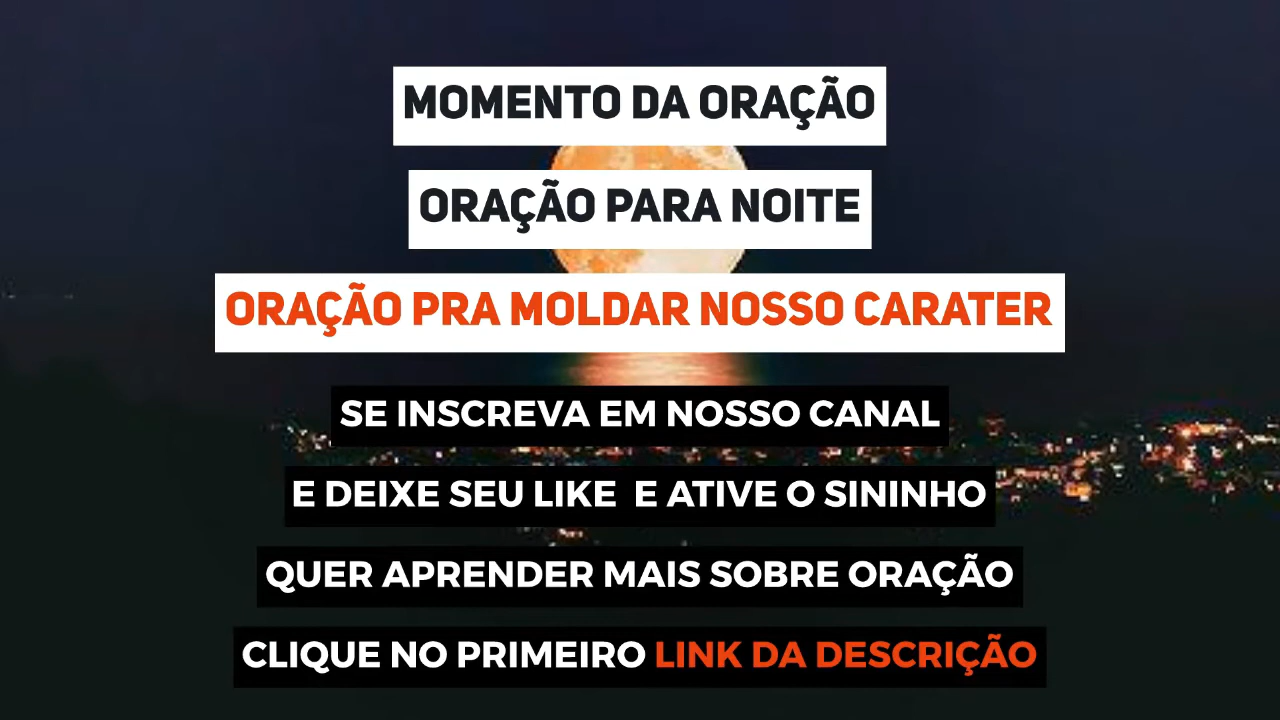 MOMENTO DA ORAÇÃO
ORAÇÃO PARA NOITE
ORAÇÃO PRA MOLDAR NOSSO CARATER
SE INSCREVA EM NOSSO CANAL
E DEIXE SEU LIKE E ATIVE O SININHO
QUER APRENDER MAIS SOBRE ORAÇÃO
CLIQUE NO PRIMEIRO LINK DA DESCRIÇÃO